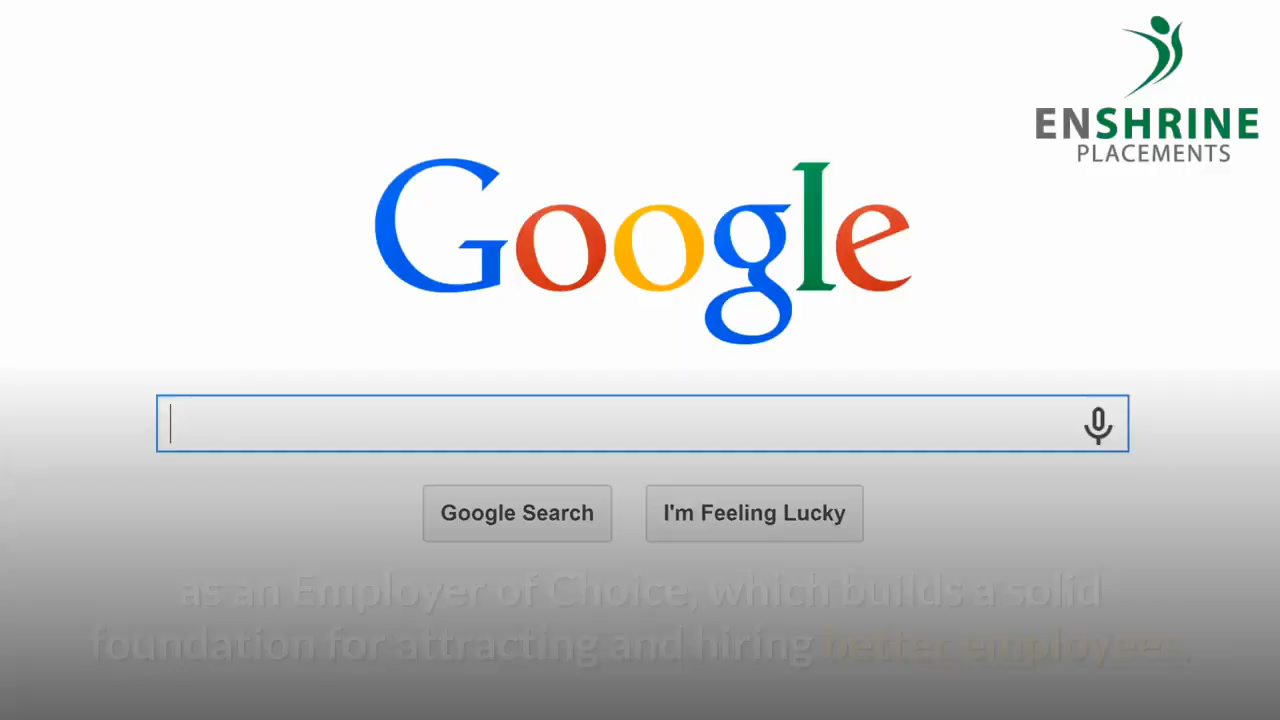 ENSHRINE
PLACEMENTS
Google
Google Search
I'm Feeling Lucky
as an Employer of Choice, which builds a solid
foundation for attracting and hiring better employees.